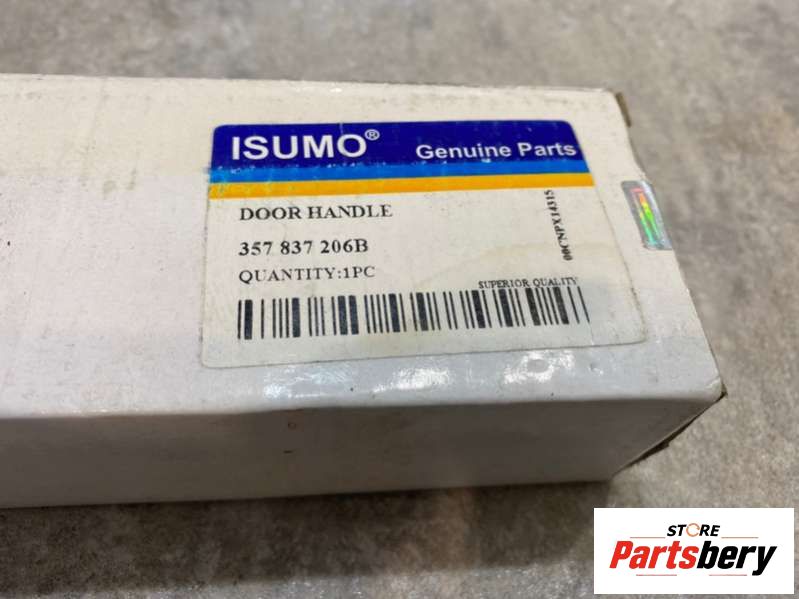 ISUMO® Genuine Parts
DOOR HANDLE
357 837 206B
QUANTITY:1PC
SUPERIOR QUALITY
00CNPX14315
STORE
Partsbery